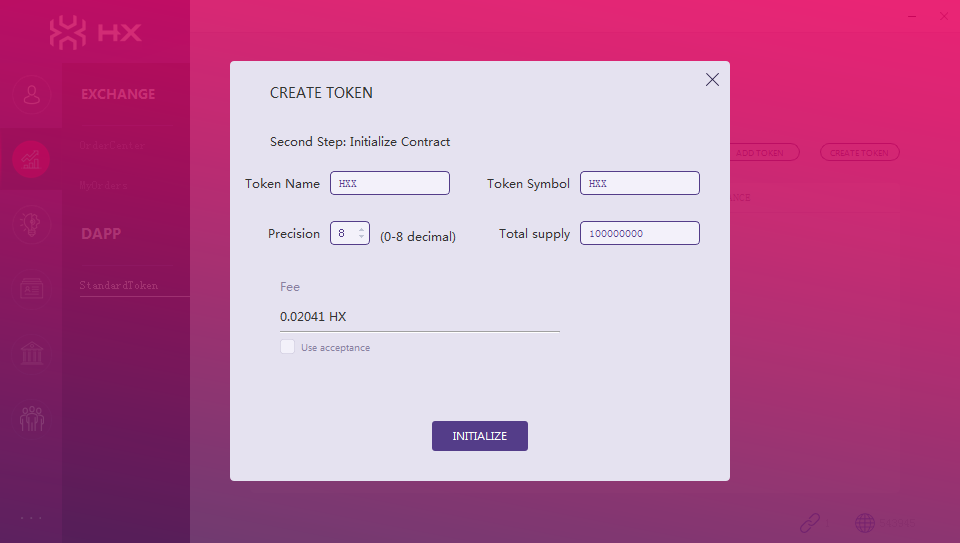 HX
EXCHANGE
OrderCenter
MyOrders
DAPP
StandardToken
ADD TOKEN
CREATE TOKEN
CREATE TOKEN
Second Step: Initialize Contract
Token Name HXX Token Symbol HXX
Precision 8 (0-8 decimal) Total supply 100000000
Fee
0.02041 HX
Use acceptance
INITIALIZE